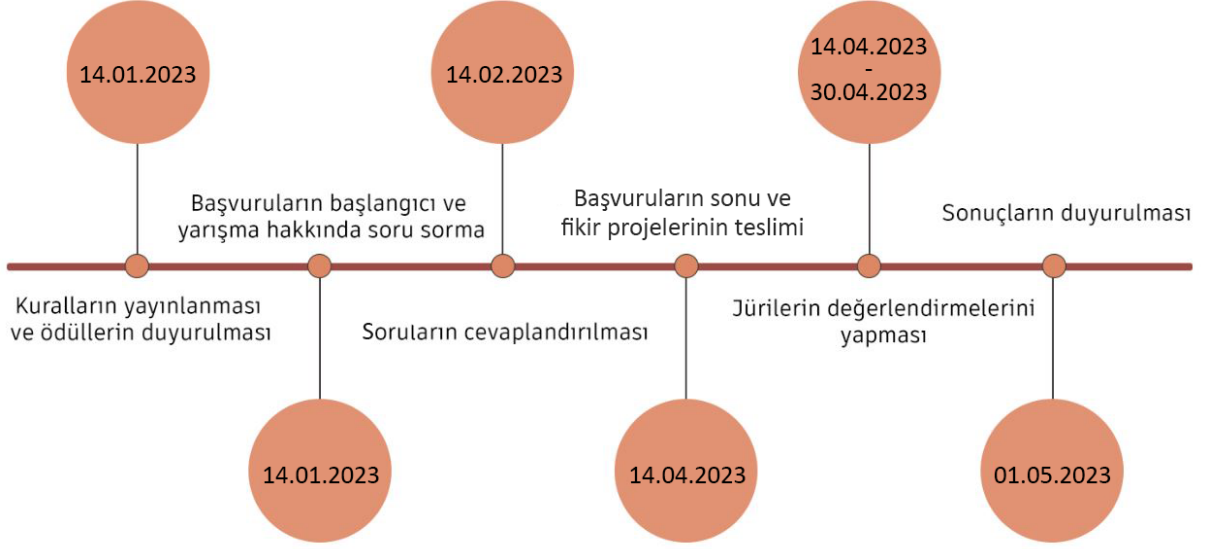 14.01.2023
14.02.2023
14.04.2023
-
30.04.2023
Başvuruların başlangıcı ve
yarışma hakkında soru sorma
Başvuruların sonu ve
fikir projelerinin teslimi
Sonuçların duyurulması
Kuralların yayınlanması
ve ödüllerin duyurulması
Soruların cevaplandırılması
Jürilerin değerlendirmelerini
yapması
14.01.2023
14.04.2023
01.05.2023